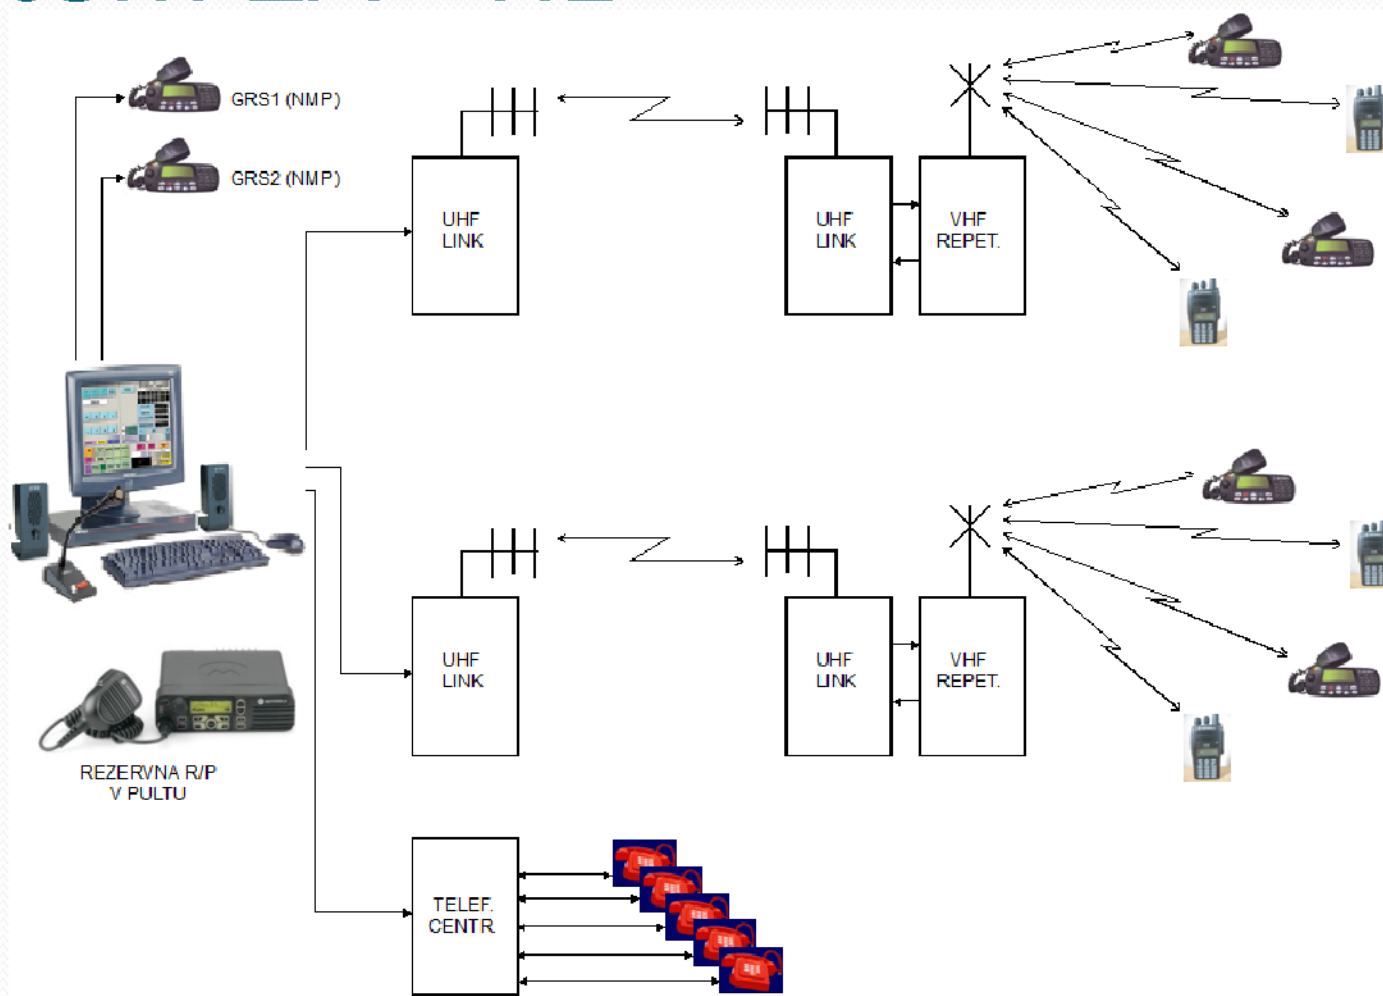 GRS1 (NMP)
GRS2 (NMP)
UHF
LINK
UHF
LINK
VHF
REPET.
UHF
LINK
UHF
LINK
VHF
REPET.
REZERVNA R/P
V PULTU
TELEF.
CENTR.